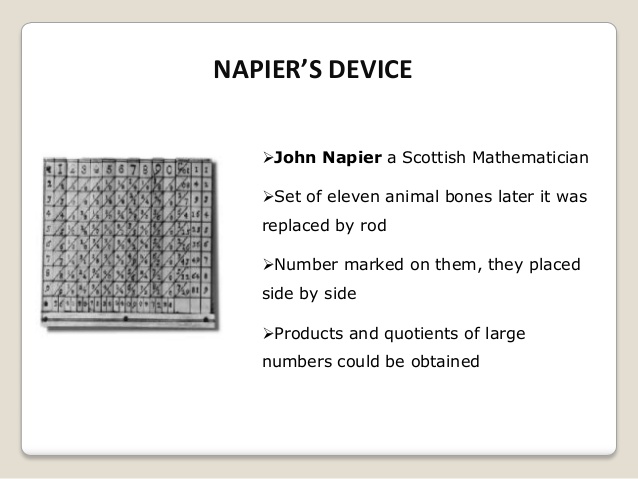 NAPIER’S DEVICE
➢John Napier a Scottish Mathematician
➢Set of eleven animal bones later it was
replaced by rod
➢Number marked on them, they placed
side by side
➢Products and quotients of large
numbers could be obtained